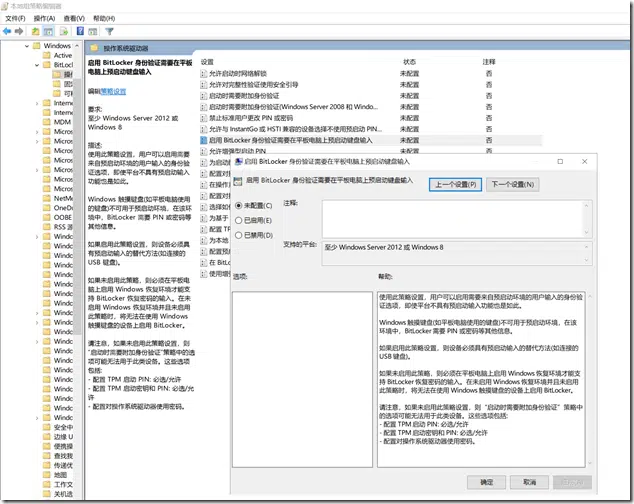 本地组策略编辑器
文件(F) 操作(A) 查看(V) 帮助(H)
Windows
Active
BitLoc
操作
固定
可移
Interne
Interne
MDM
Micros
Micros
Micros
Micros
Micros
NetMe
OneDr
OOBE
RSS 源
Windo
Windo
Windo
Windo
Windo
Windo
Windo
Windo
Windo
Windo
Windo
Windo
Windo
Windo
安全中
边缘 U
便携操
查找我
传递优
地图
工作文
关机选
操作系统驱动器
启用 BitLocker 身份验证需要在平板
电脑上预启动键盘输入
编辑策略设置
要求:
至少 Windows Server 2012 或
Windows 8
描述:
使用此策略设置，用户可以启用需要
来自预启动环境的用户输入的身份验
证选项，即使平台不具有预启动输入
功能也是如此。
Windows 触摸键盘(如平板电脑使用
的键盘)不可用于预启动环境，在该环
境中，BitLocker 需要 PIN 或密码等
其他信息。
如果启用此策略设置，则设备必须具
有预启动输入的替代方法(如连接的
USB 键盘)。
如果未启用此策略，则必须在平板电
脑上启用 Windows 恢复环境才能支
持 BitLocker 恢复密码的输入。在未
启用 Windows 恢复环境并且未启用
此策略时，将无法在使用 Windows
触摸键盘的设备上启用 BitLocker。
请注意，如果未启用此策略设置，则
“启动时需要附加身份验证”策略中的选
项可能无法用于此类设备。这些选项
包括:
- 配置 TPM 启动 PIN: 必选/允许
- 配置 TPM 启动密钥和 PIN: 必选/允
许
- 配置对操作系统驱动器使用密码。
设置 状态 注释
允许启动时网络解锁 未配置 否
允许对完整性验证使用安全引导 未配置 否
启动时需要附加身份验证 未配置 否
启动时需要附加身份验证(Windows Server 2008 和 Windo... 未配置 否
禁止标准用户更改 PIN 或密码 未配置 否
允许与 InstantGo 或 HSTI 兼容的设备选择不使用预启动 PIN... 未配置 否
启用 BitLocker 身份验证需要在平板电脑上预启动键盘输入 未配置 否
允许增强型启动 PIN 未配置 否
为启动
配置对
在操作
配置对
配置对
选择如
配置 T
为基于
配置 T
为本地
配置预
在 BitL
使用增
启用 BitLocker 身份验证需要在平板电脑上预启动键盘输入
启用 BitLocker 身份验证需要在平板电脑上预启动键盘输入
上一个设置(P) 下一个设置(N)
未配置(C) 注释:
已启用(E)
已禁用(D)
支持的平台: 至少 Windows Server 2012 或 Windows 8
选项: 帮助:
使用此策略设置，用户可以启用需要来自预启动环境的用户输入的身份验
证选项，即使平台不具有预启动输入功能也是如此。
Windows 触摸键盘(如平板电脑使用的键盘)不可用于预启动环境，在该环
境中，BitLocker 需要 PIN 或密码等其他信息。
如果启用此策略设置，则设备必须具有预启动输入的替代方法(如连接的
USB 键盘)。
如果未启用此策略，则必须在平板电脑上启用 Windows 恢复环境才能支
持 BitLocker 恢复密码的输入。在未启用 Windows 恢复环境并且未启用
此策略时，将无法在使用 Windows 触摸键盘的设备上启用 BitLocker。
请注意，如果未启用此策略设置，则“启动时需要附加身份验证”策略中
的选项可能无法用于此类设备。这些选项包括:
- 配置 TPM 启动 PIN: 必选/允许
- 配置 TPM 启动密钥和 PIN: 必选/允许
- 配置对操作系统驱动器使用密码。
确定 取消